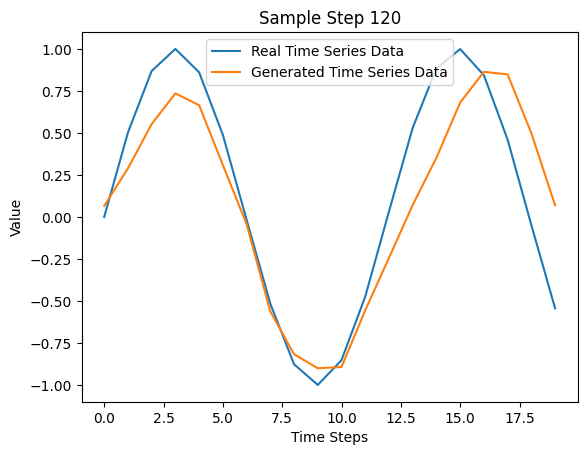 Sample Step 120
Real Time Series Data
Generated Time Series Data
Value
1.00
0.75
0.50
0.25
0.00
−0.25
−0.50
−0.75
−1.00
0.0 2.5 5.0 7.5 10.0 12.5 15.0 17.5
Time Steps